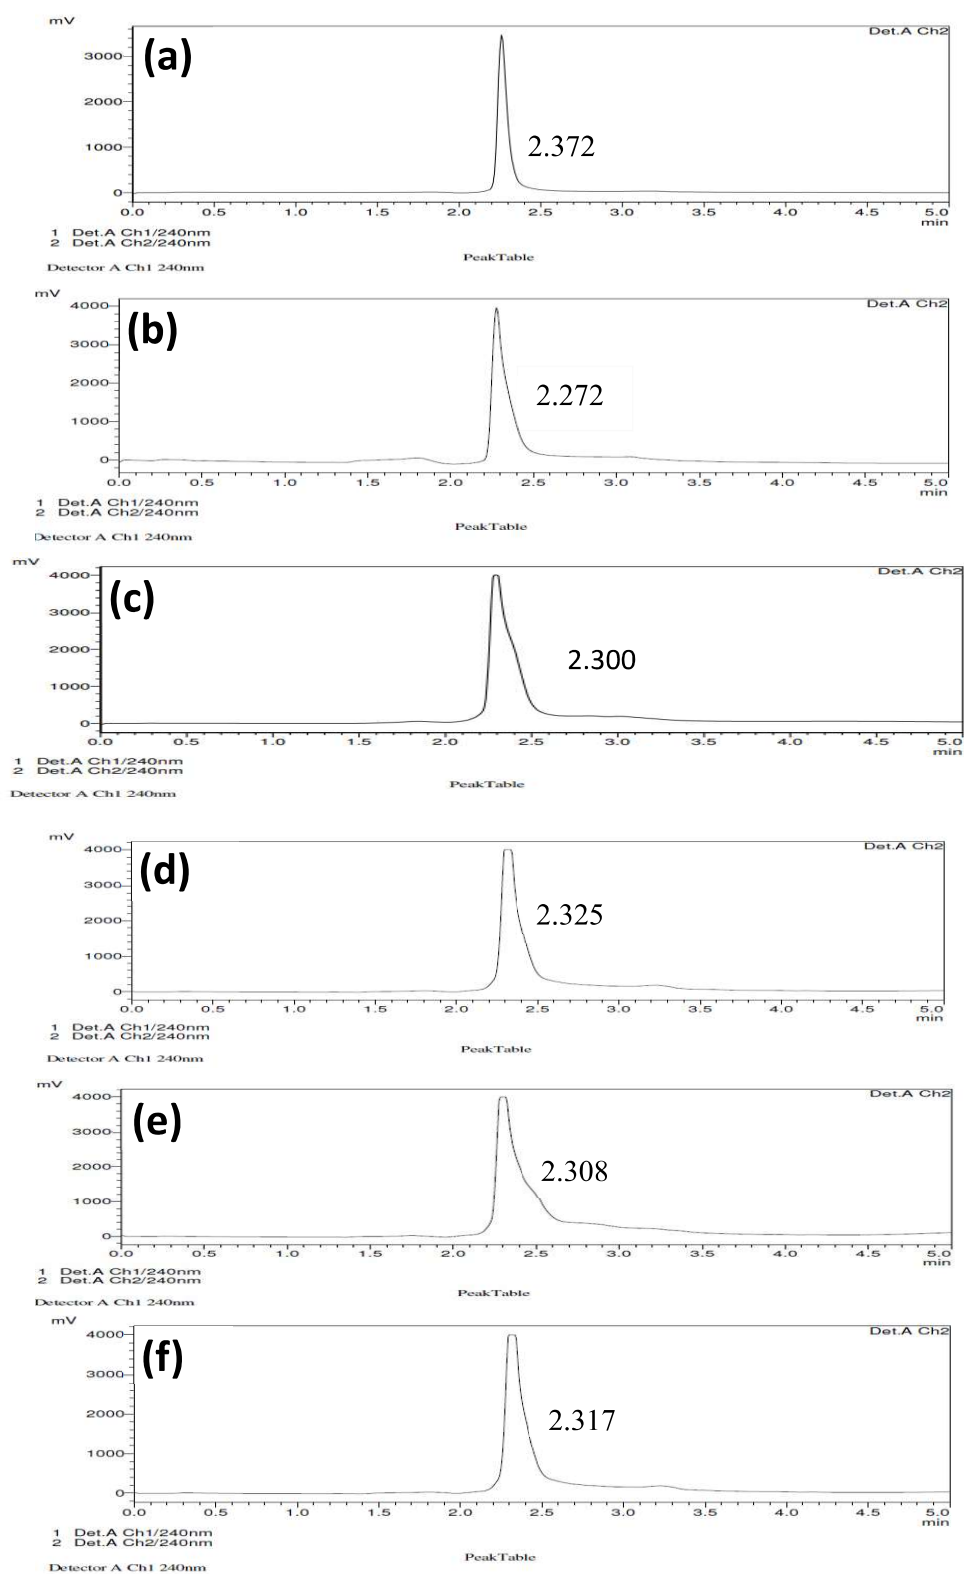 mV
Det.A Ch2
(a)
3000
2000
2.372
1000
0
0.0 0.5 1.0 1.5 2.0 2.5 3.0 3.5 4.0 4.5 5.0
min
1 Det.A Ch1/240nm
2 Det.A Ch2/240nm
PeakTable
Detector A Ch1 240nm
mV
4000
Det.A Ch2
(b)
3000
2000
2.272
1000
0
0.0 0.5 1.0 1.5 2.0 2.5 3.0 3.5 4.0 4.5 5.0
min
1 Det.A Ch1/240nm
2 Det.A Ch2/240nm
PeakTable
Detector A Ch1 240nm
mV
4000
Det.A Ch2
(c)
3000
2000
2.300
1000
0
0.0 0.5 1.0 1.5 2.0 2.5 3.0 3.5 4.0 4.5 5.0
min
1 Det.A Ch1/240nm
2 Det.A Ch2/240nm
PeakTable
Detector A Ch1 240nm
mV
4000
Det.A Ch2
(d)
3000
2000
2.325
1000
0
0.0 0.5 1.0 1.5 2.0 2.5 3.0 3.5 4.0 4.5 5.0
min
1 Det.A Ch1/240nm
2 Det.A Ch2/240nm
PeakTable
Detector A Ch1 240nm
mV
4000
Det.A Ch2
(e)
3000
2000
2.308
1000
0
0.0 0.5 1.0 1.5 2.0 2.5 3.0 3.5 4.0 4.5 5.0
min
1 Det.A Ch1/240nm
2 Det.A Ch2/240nm
PeakTable
Detector A Ch1 240nm
mV
4000
Det.A Ch2
(f)
3000
2000
2.317
1000
0
0.0 0.5 1.0 1.5 2.0 2.5 3.0 3.5 4.0 4.5 5.0
min
1 Det.A Ch1/240nm
2 Det.A Ch2/240nm
PeakTable
Detector A Ch1 240nm